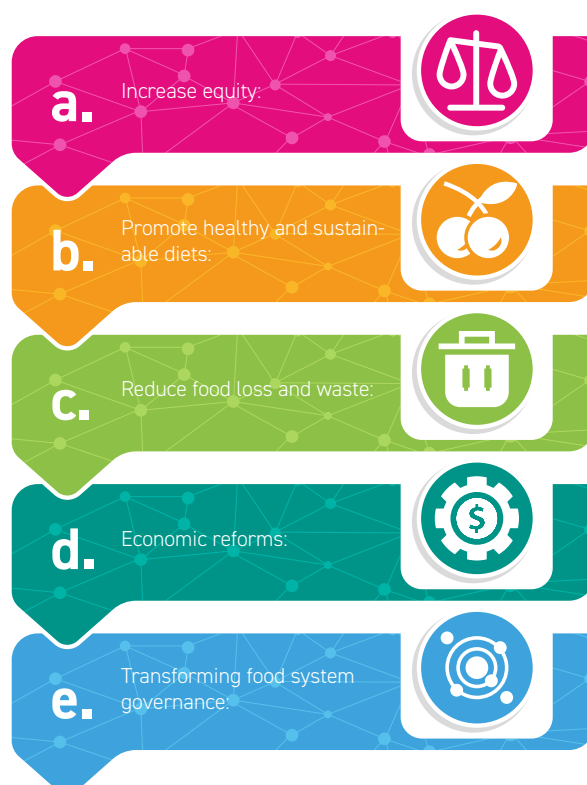 a.
Increase equity:
b.
Promote healthy and sustain-
able diets:
c.
Reduce food loss and waste:
d.
Economic reforms:
$
e.
Transforming food system
governance: